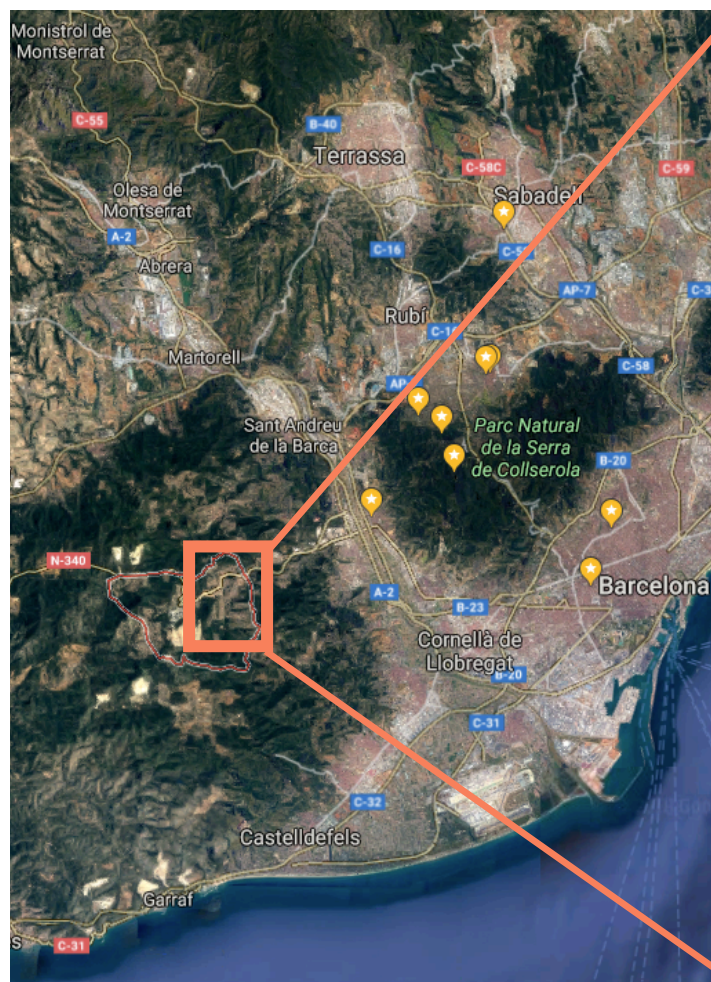 Monistrol de
Montserrat
C-55
B-40
Terrassa
C-58C
C-59
Olesa de
Montserrat
Sabadell
A-2
C-16
C-58
Abrera
AP-7
Rubí
C-16
Martorell
C-58
AP-
Sant Andreu
de la Barca
Parc Natural
de la Serra
de Collserola
B-20
N-340
A-2
B-23
Barcelona
Cornellà de
Llobregat
B-20
C-31
C-32
Castelldefels
Garraf
C-31